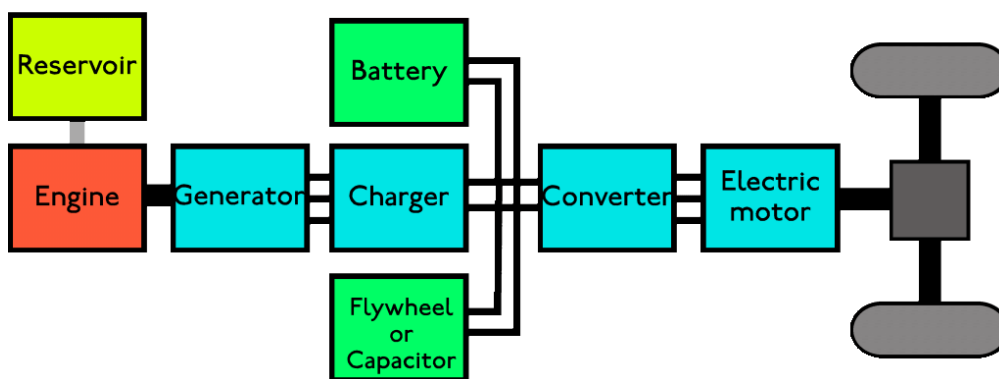 Reservoir
Battery
Engine
Generator
Charger
Converter
Electric
motor
Flywheel
or
Capacitor